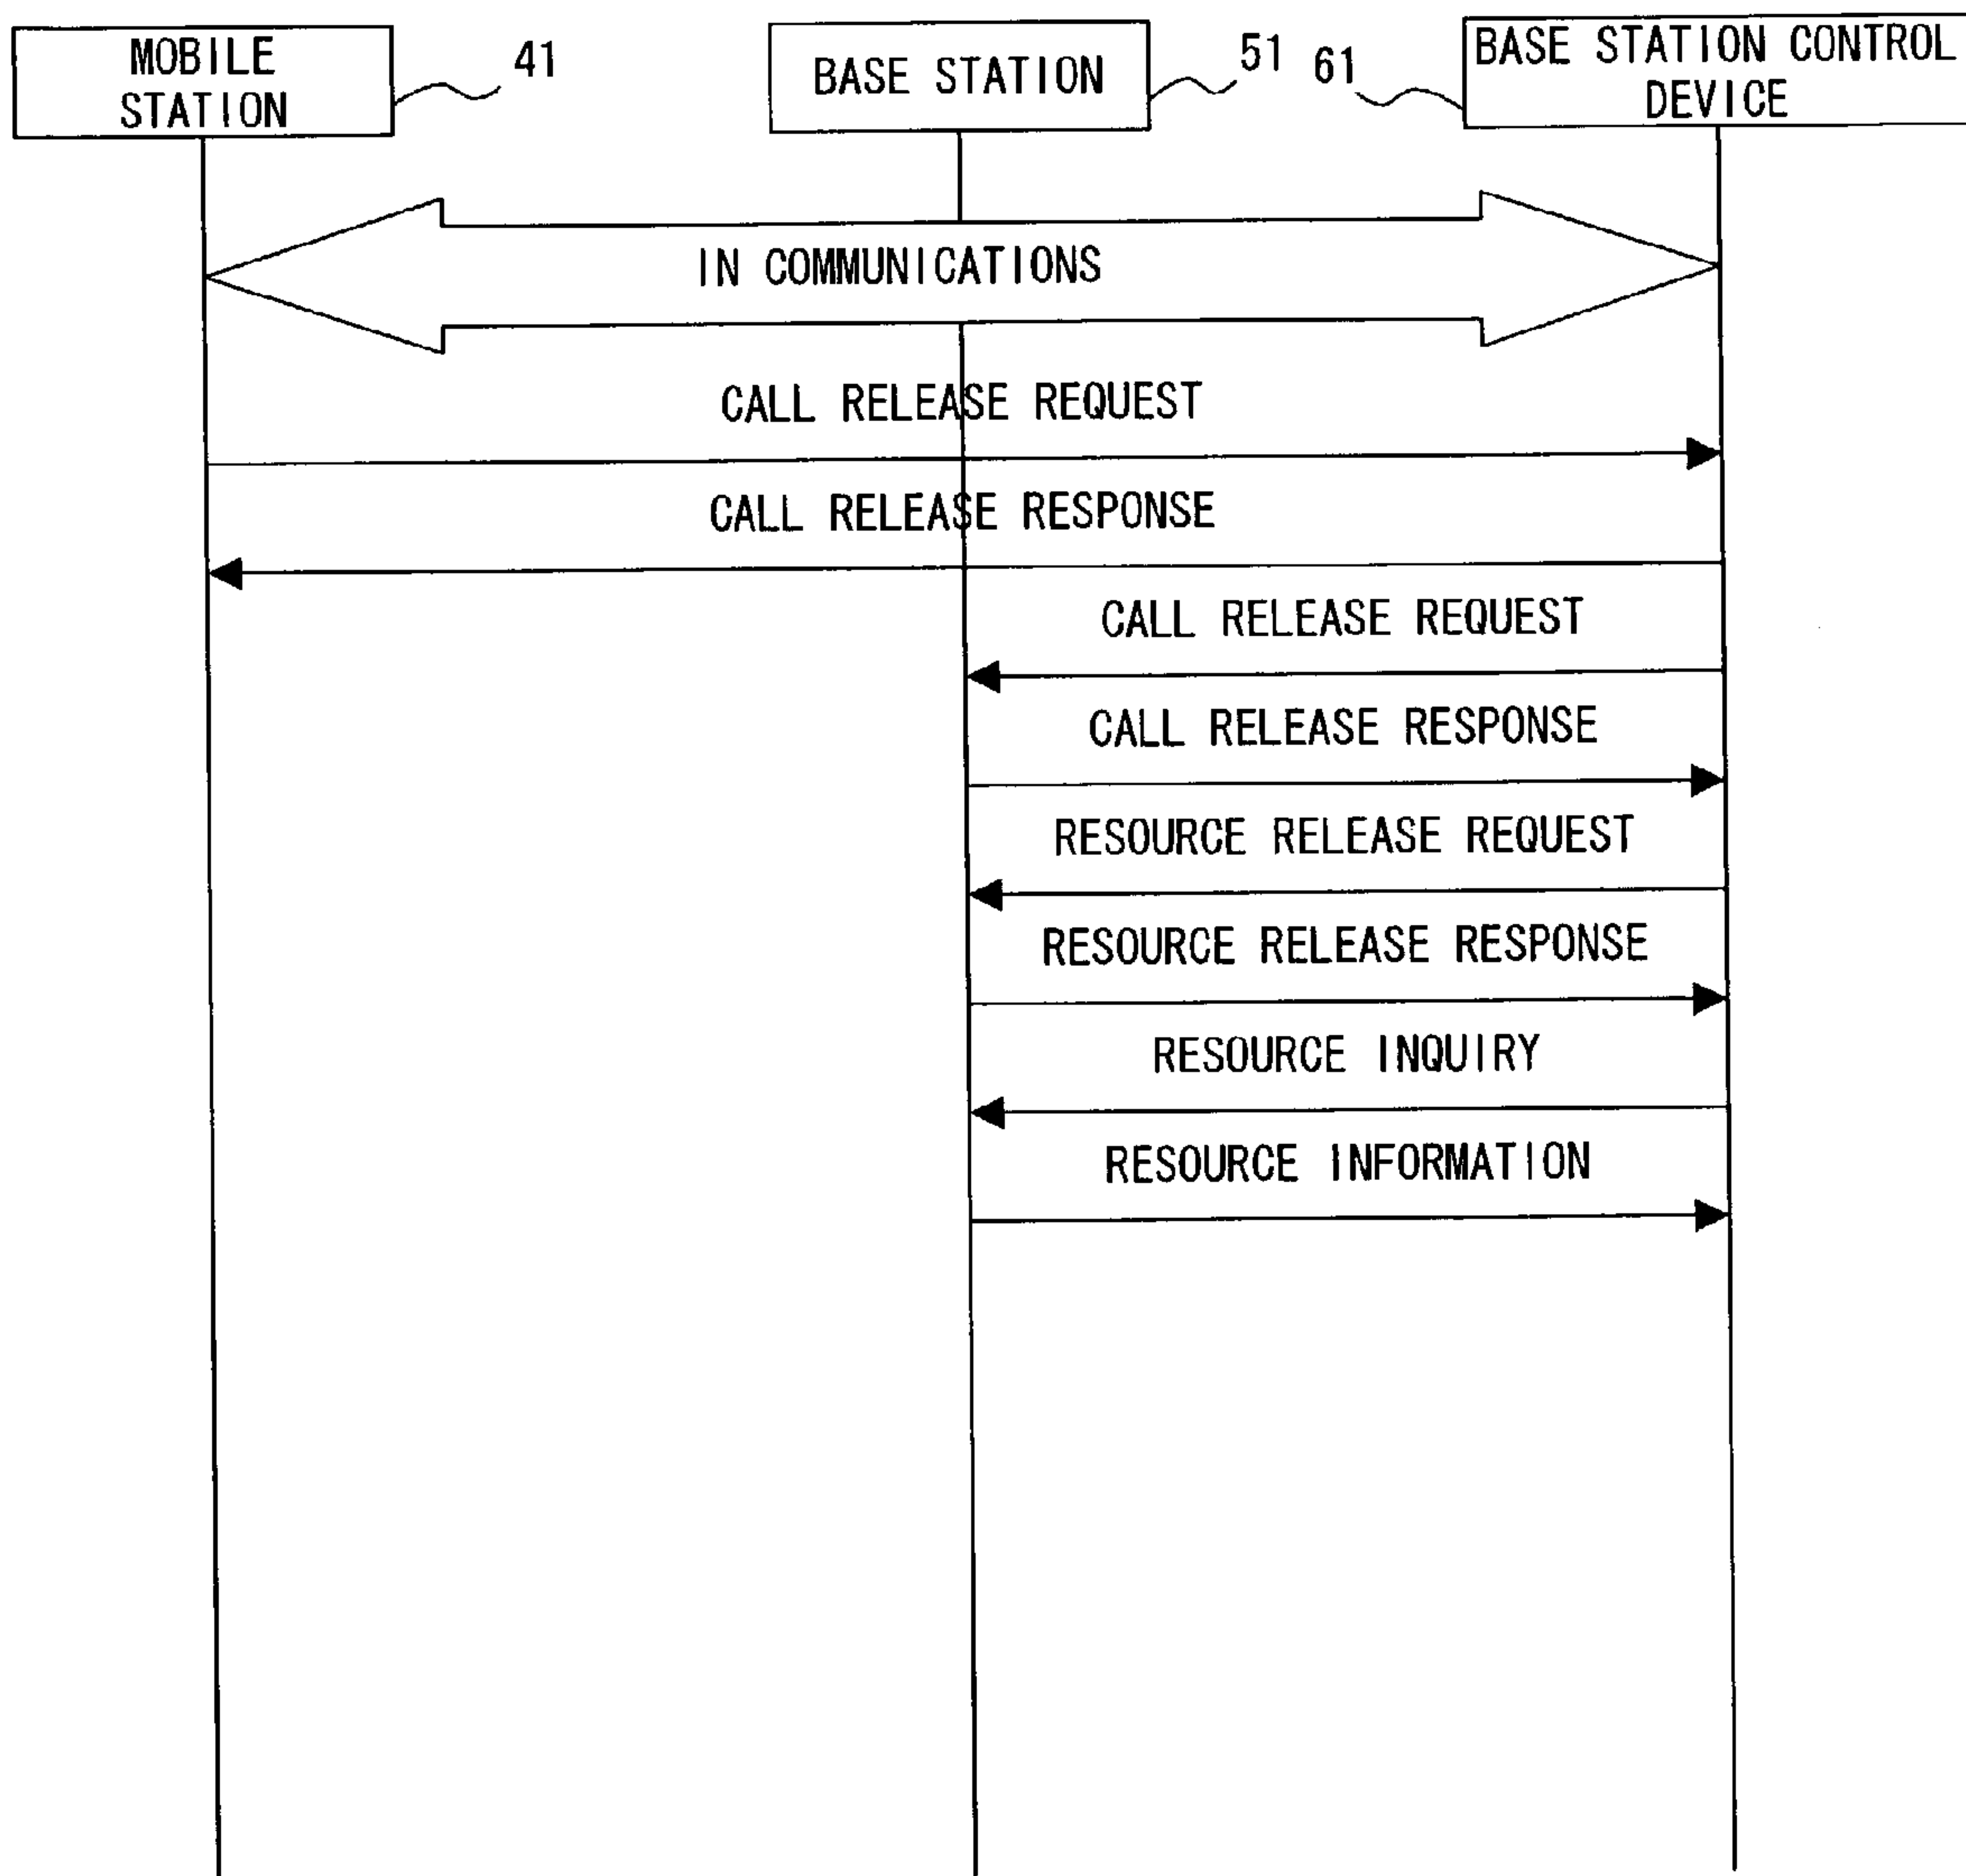 MOBILE
STATION
41
BASE STATION
51
61
BASE STATION CONTROL
DEVICE
IN COMMUNICATIONS
CALL RELEASE REQUEST
CALL RELEASE RESPONSE
CALL RELEASE REQUEST
CALL RELEASE RESPONSE
RESOURCE RELEASE REQUEST
RESOURCE RELEASE RESPONSE
RESOURCE INQUIRY
RESOURCE INFORMATION